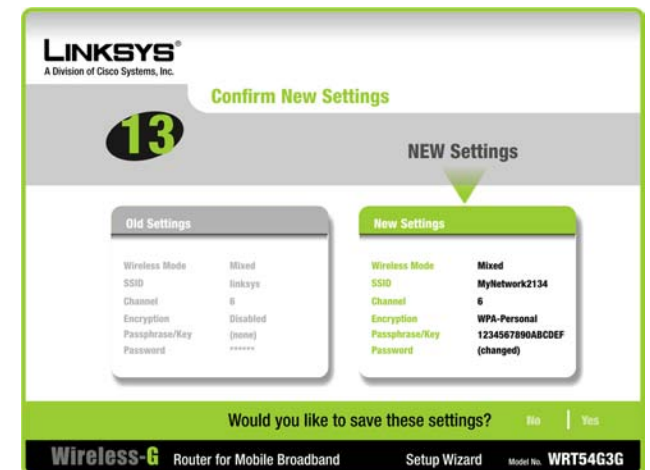 LINKSYS®
A Division of Cisco Systems, Inc.
Confirm New Settings
13
NEW Settings
Old Settings
Wireless Mode Mixed
SSID linksys
Channel 6
Encryption Disabled
Passphrase/Key (none)
Password ******
New Settings
Wireless Mode Mixed
SSID MyNetwork2134
Channel 6
Encryption WPA-Personal
Passphrase/Key 1234567890ABCDEF
Password (changed)
Would you like to save these settings? No Yes
Wireless-G Router for Mobile Broadband Setup Wizard Model No. WRT54G3G